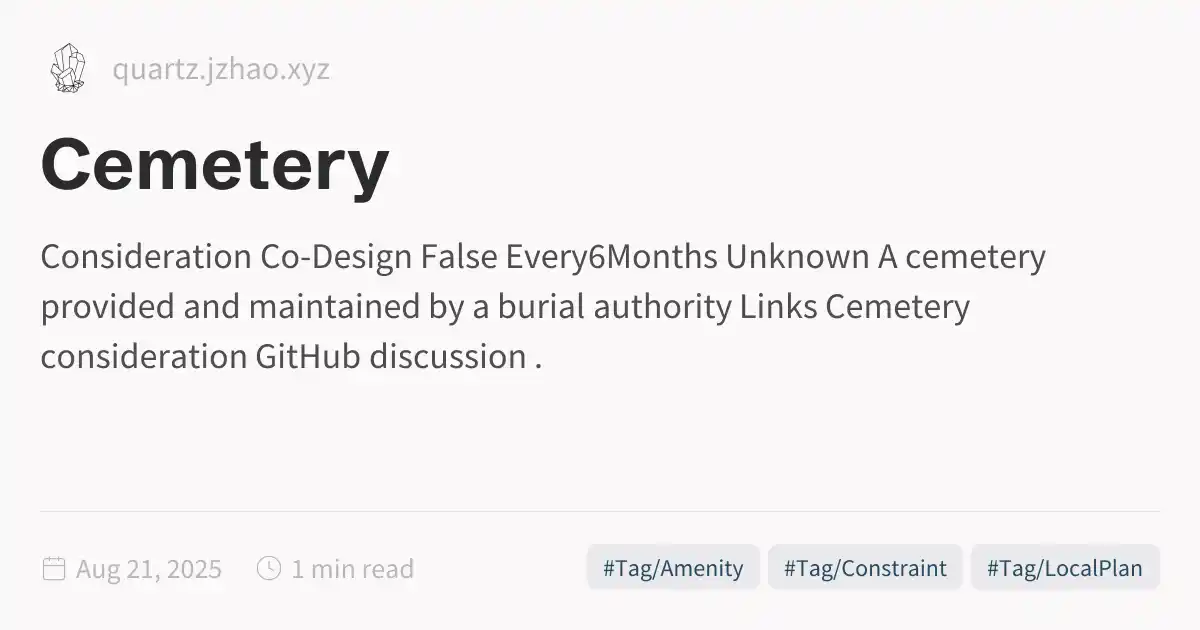 quartz.jzhao.xyz
Cemetery
Consideration Co-Design False Every6Months Unknown A cemetery
provided and maintained by a burial authority Links Cemetery
consideration GitHub discussion .
Aug 21, 2025 1 min read #Tag/Amenity #Tag/Constraint #Tag/LocalPlan